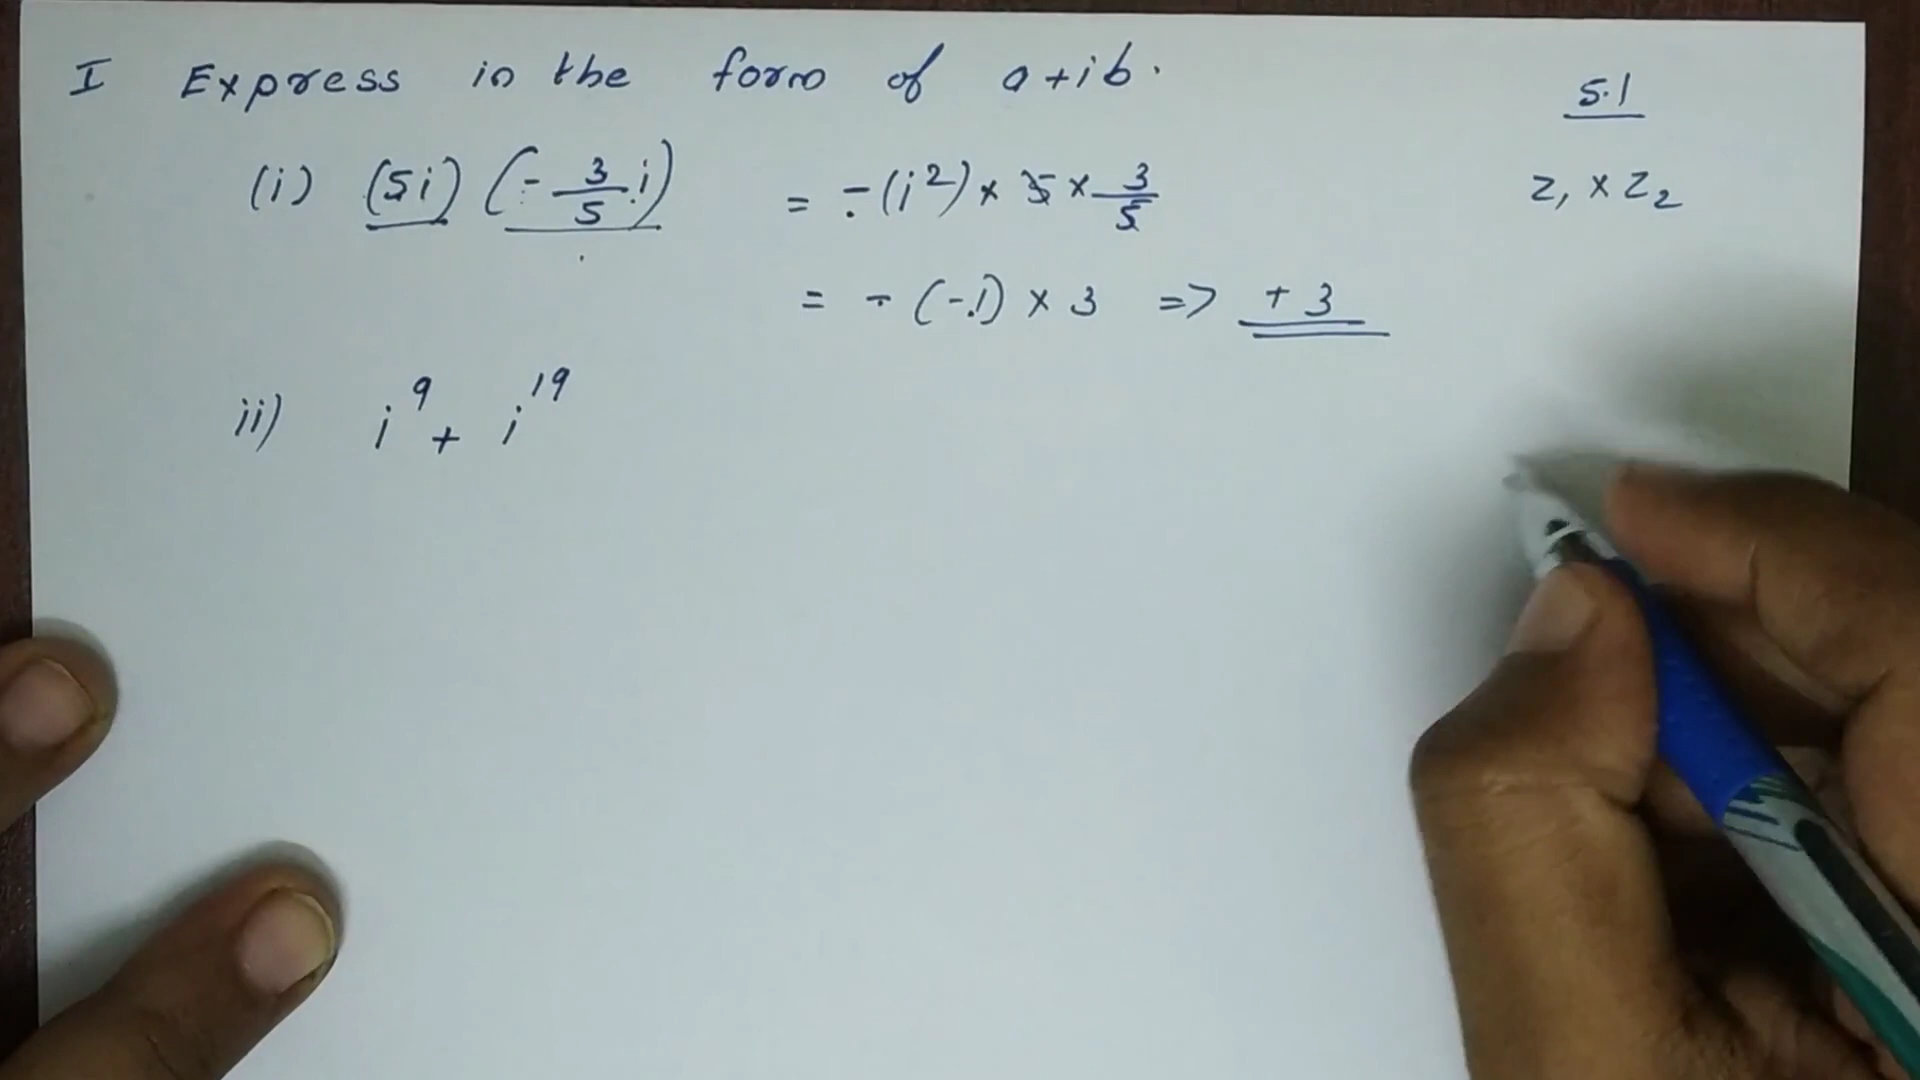 I Express in the form of a+ib.
5.1
(i) (5i) (- 3/5 i) = -(i²) × 5 × 3/5
z₁ × z₂
= - (-1) × 3 => + 3
ii) i⁹ + i¹⁹